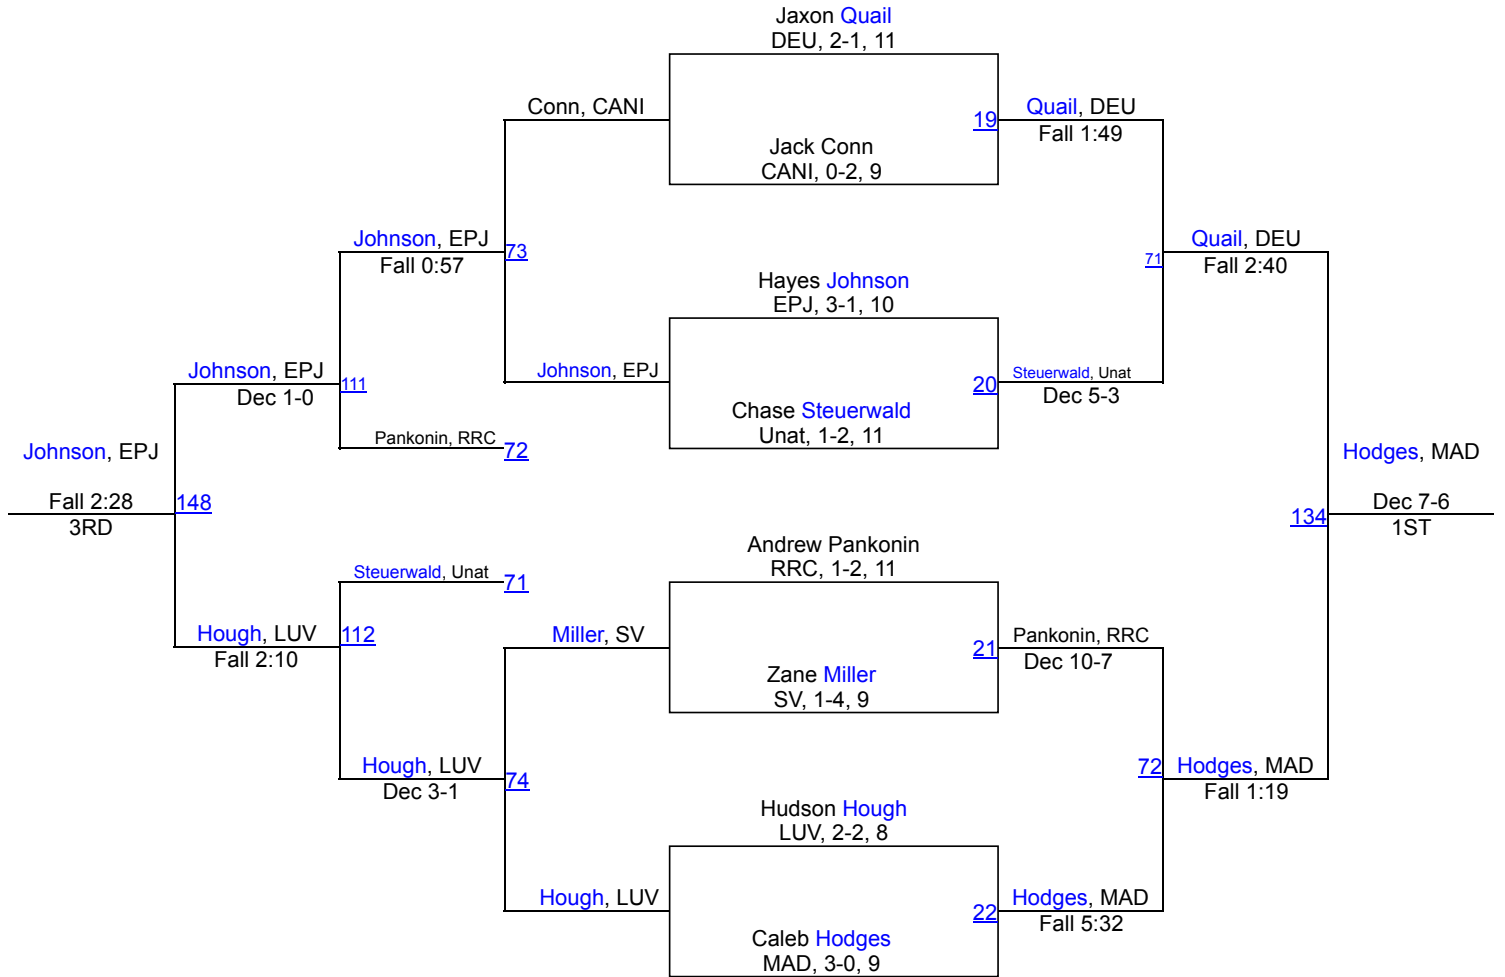 Jaxon Quail
DEU, 2-1, 11
Conn, CANI
19
Quail, DEU
Fall 1:49
Jack Conn
CANI, 0-2, 9
Johnson, EPJ
Fall 0:57
73
71
Quail, DEU
Fall 2:40
Hayes Johnson
EPJ, 3-1, 10
Johnson, EPJ
Dec 1-0
111
Johnson, EPJ
20
Steuerwald, Unat
Dec 5-3
Chase Steuerwald
Unat, 1-2, 11
Pankonin, RRC
72
Johnson, EPJ
Fall 2:28
3RD
148
Hodges, MAD
134
Dec 7-6
1ST
Andrew Pankonin
RRC, 1-2, 11
Steuerwald, Unat
71
Hough, LUV
Fall 2:10
112
Miller, SV
21
Pankonin, RRC
Dec 10-7
Zane Miller
SV, 1-4, 9
Hough, LUV
Dec 3-1
74
72
Hodges, MAD
Fall 1:19
Hudson Hough
LUV, 2-2, 8
Hough, LUV
22
Hodges, MAD
Fall 5:32
Caleb Hodges
MAD, 3-0, 9